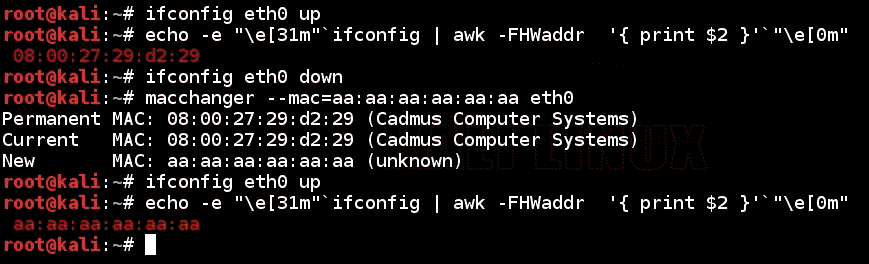 root@kali:~# ifconfig eth0 up
root@kali:~# echo -e "\e[31m"`ifconfig | awk -FHWaddr  '{ print $2 }'`"\e[0m"
 08:00:27:29:d2:29
root@kali:~# ifconfig eth0 down
root@kali:~# macchanger --mac=aa:aa:aa:aa:aa:aa eth0
Permanent MAC: 08:00:27:29:d2:29 (Cadmus Computer Systems)
Current   MAC: 08:00:27:29:d2:29 (Cadmus Computer Systems)
New       MAC: aa:aa:aa:aa:aa:aa (unknown)
root@kali:~# ifconfig eth0 up
root@kali:~# echo -e "\e[31m"`ifconfig | awk -FHWaddr  '{ print $2 }'`"\e[0m"
 aa:aa:aa:aa:aa:aa
root@kali:~#
KALI LINUX